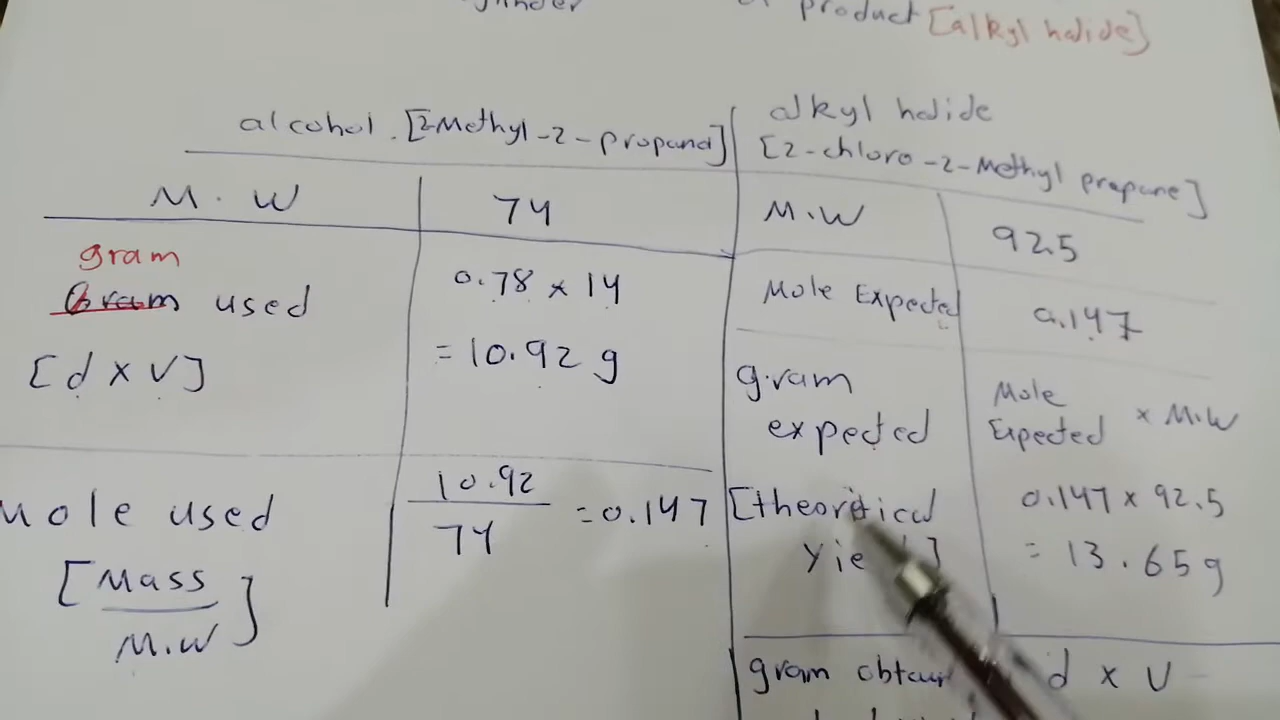 product [alkyl halide]
alcohol. [2-Methyl-2-propanol]
M.W 74
gram
Gram used
[d x V]
0.78 x 14
= 10.92 g
Mole used
[Mass
M.W]
10.92
74
= 0.147
alkyl halide
[2-chloro-2-Methyl propane]
M.W 92.5
Mole Expected 0.147
gram
expected
[theoretical
Mole
Expected x M.W
0.147 x 92.5
= 13.65g
gram d x V